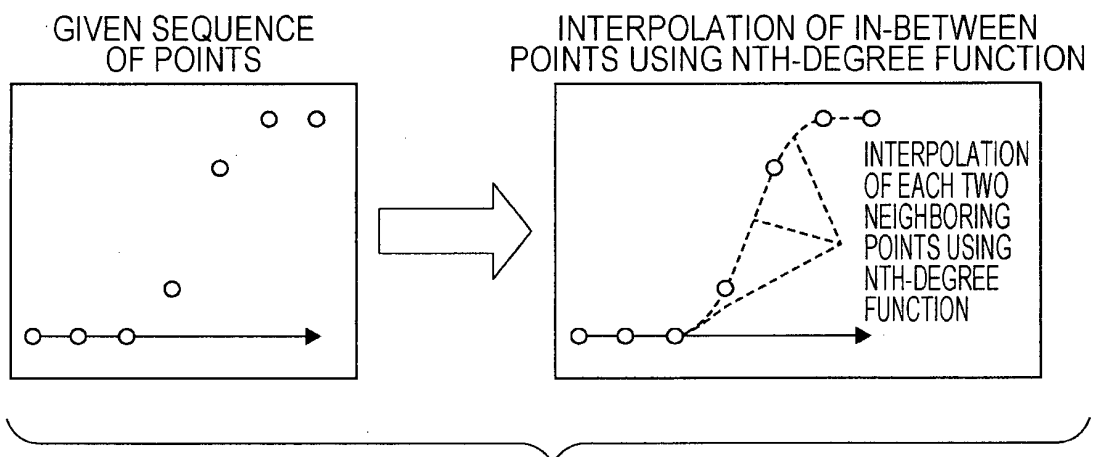 GIVEN SEQUENCE
OF POINTS
INTERPOLATION OF IN-BETWEEN
POINTS USING NTH-DEGREE FUNCTION
INTERPOLATION
OF EACH TWO
NEIGHBORING
POINTS USING
NTH-DEGREE
FUNCTION